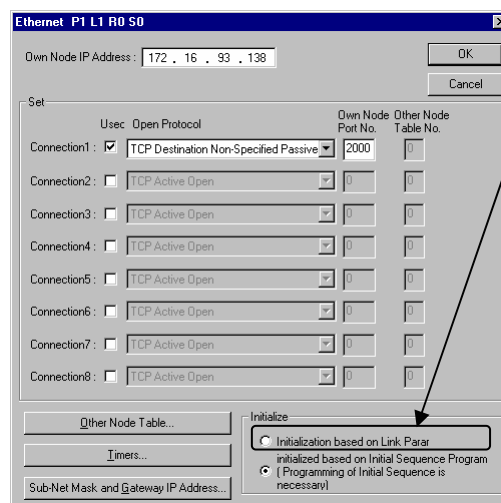 Ethernet P1 L1 R0 S0
Own Node IP Address : 172 . 16 . 93 . 138
OK
Cancel
Set
Usec Open Protocol Own Node Port No. Other Node Table No.
Connection1 : TCP Destination Non-Specified Passive 2000 0
Connection2 : TCP Active Open 0 0
Connection3 : TCP Active Open 0 0
Connection4 : TCP Active Open 0 0
Connection5 : TCP Active Open 0 0
Connection6 : TCP Active Open 0 0
Connection7 : TCP Active Open 0 0
Connection8 : TCP Active Open 0 0
Other Node Table...
Timers...
Sub-Net Mask and Gateway IP Address...
Initialize
Initialization based on Link Parar
initialized based on Initial Sequence Program
( Programming of Initial Sequence is
necessary)